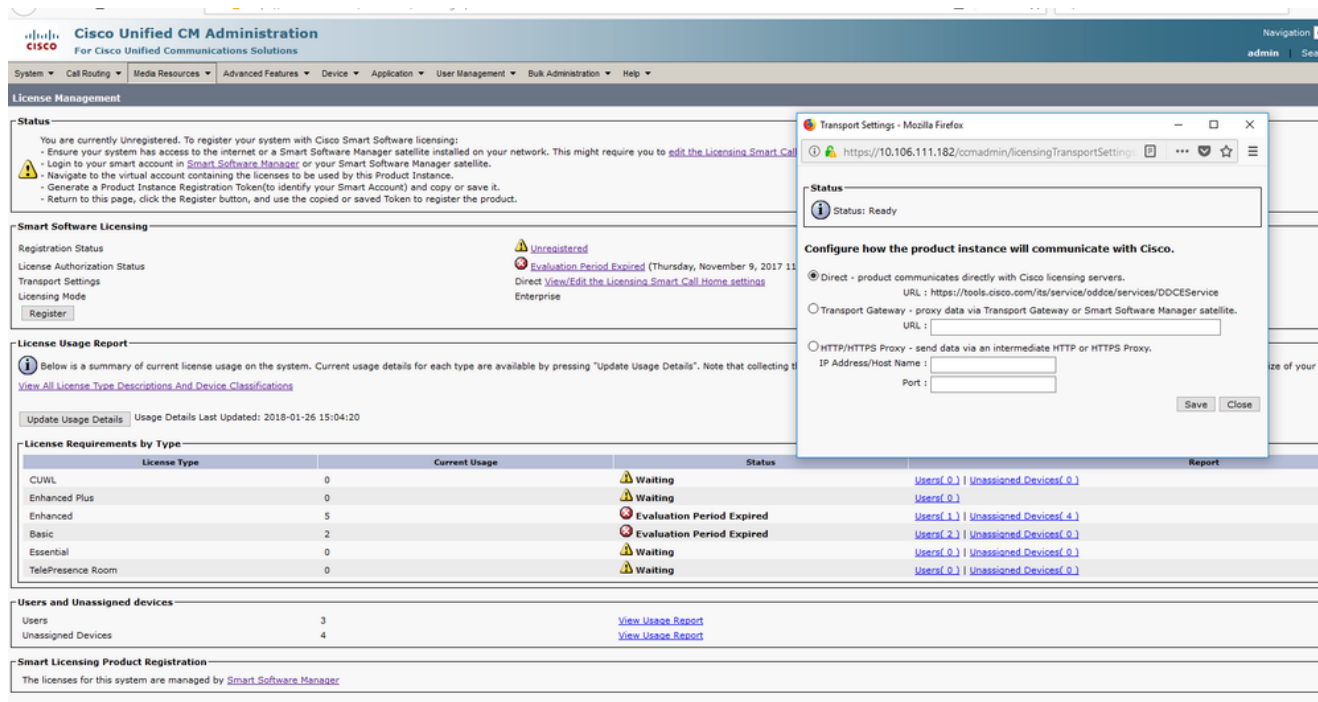 CISCO
Cisco Unified CM Administration
For Cisco Unified Communications Solutions
Navigation
admin | Sea
System Call Routing Media Resources Advanced Features Device Application User Management Bulk Administration Help
License Management
Status
You are currently Unregistered. To register your system with Cisco Smart Software licensing:
- Ensure your system has access to the internet or a Smart Software Manager satellite installed on your network. This might require you to edit the Licensing Smart Call
- Login to your smart account in Smart Software Manager or your Smart Software Manager satellite.
- Navigate to the virtual account containing the licenses to be used by this Product Instance.
- Generate a Product Instance Registration Token(to identify your Smart Account) and copy or save it.
- Return to this page, click the Register button, and use the copied or saved Token to register the product.
Smart Software Licensing
Registration Status Unregistered
License Authorization Status Evaluation Period Expired (Thursday, November 9, 2017 11
Transport Settings Direct View/Edit the Licensing Smart Call Home settings
Licensing Mode Enterprise
Register
License Usage Report
Below is a summary of current license usage on the system. Current usage details for each type are available by pressing "Update Usage Details". Note that collecting t
ize of your
View All License Type Descriptions And Device Classifications
Update Usage Details Usage Details Last Updated: 2018-01-26 15:04:20
License Requirements by Type
License Type Current Usage Status Report
CUWL 0 Waiting Users( 0 ) | Unassigned Devices( 0 )
Enhanced Plus 0 Waiting Users( 0 )
Enhanced 5 Evaluation Period Expired Users( 1 ) | Unassigned Devices( 4 )
Basic 2 Evaluation Period Expired Users( 2 ) | Unassigned Devices( 0 )
Essential 0 Waiting Users( 0 ) | Unassigned Devices( 0 )
TelePresence Room 0 Waiting Users( 0 ) | Unassigned Devices( 0 )
Users and Unassigned devices
Users 3 View Usage Report
Unassigned Devices 4 View Usage Report
Smart Licensing Product Registration
The licenses for this system are managed by Smart Software Manager
Transport Settings - Mozilla Firefox
https://10.106.111.182/ccmadmin/licensingTransportSetting
Status
Status: Ready
Configure how the product instance will communicate with Cisco.
Direct - product communicates directly with Cisco licensing servers.
URL : https://tools.cisco.com/its/service/oddce/services/DDCEService
Transport Gateway - proxy data via Transport Gateway or Smart Software Manager satellite.
URL :
HTTP/HTTPS Proxy - send data via an intermediate HTTP or HTTPS Proxy.
IP Address/Host Name :
Port :
Save Close